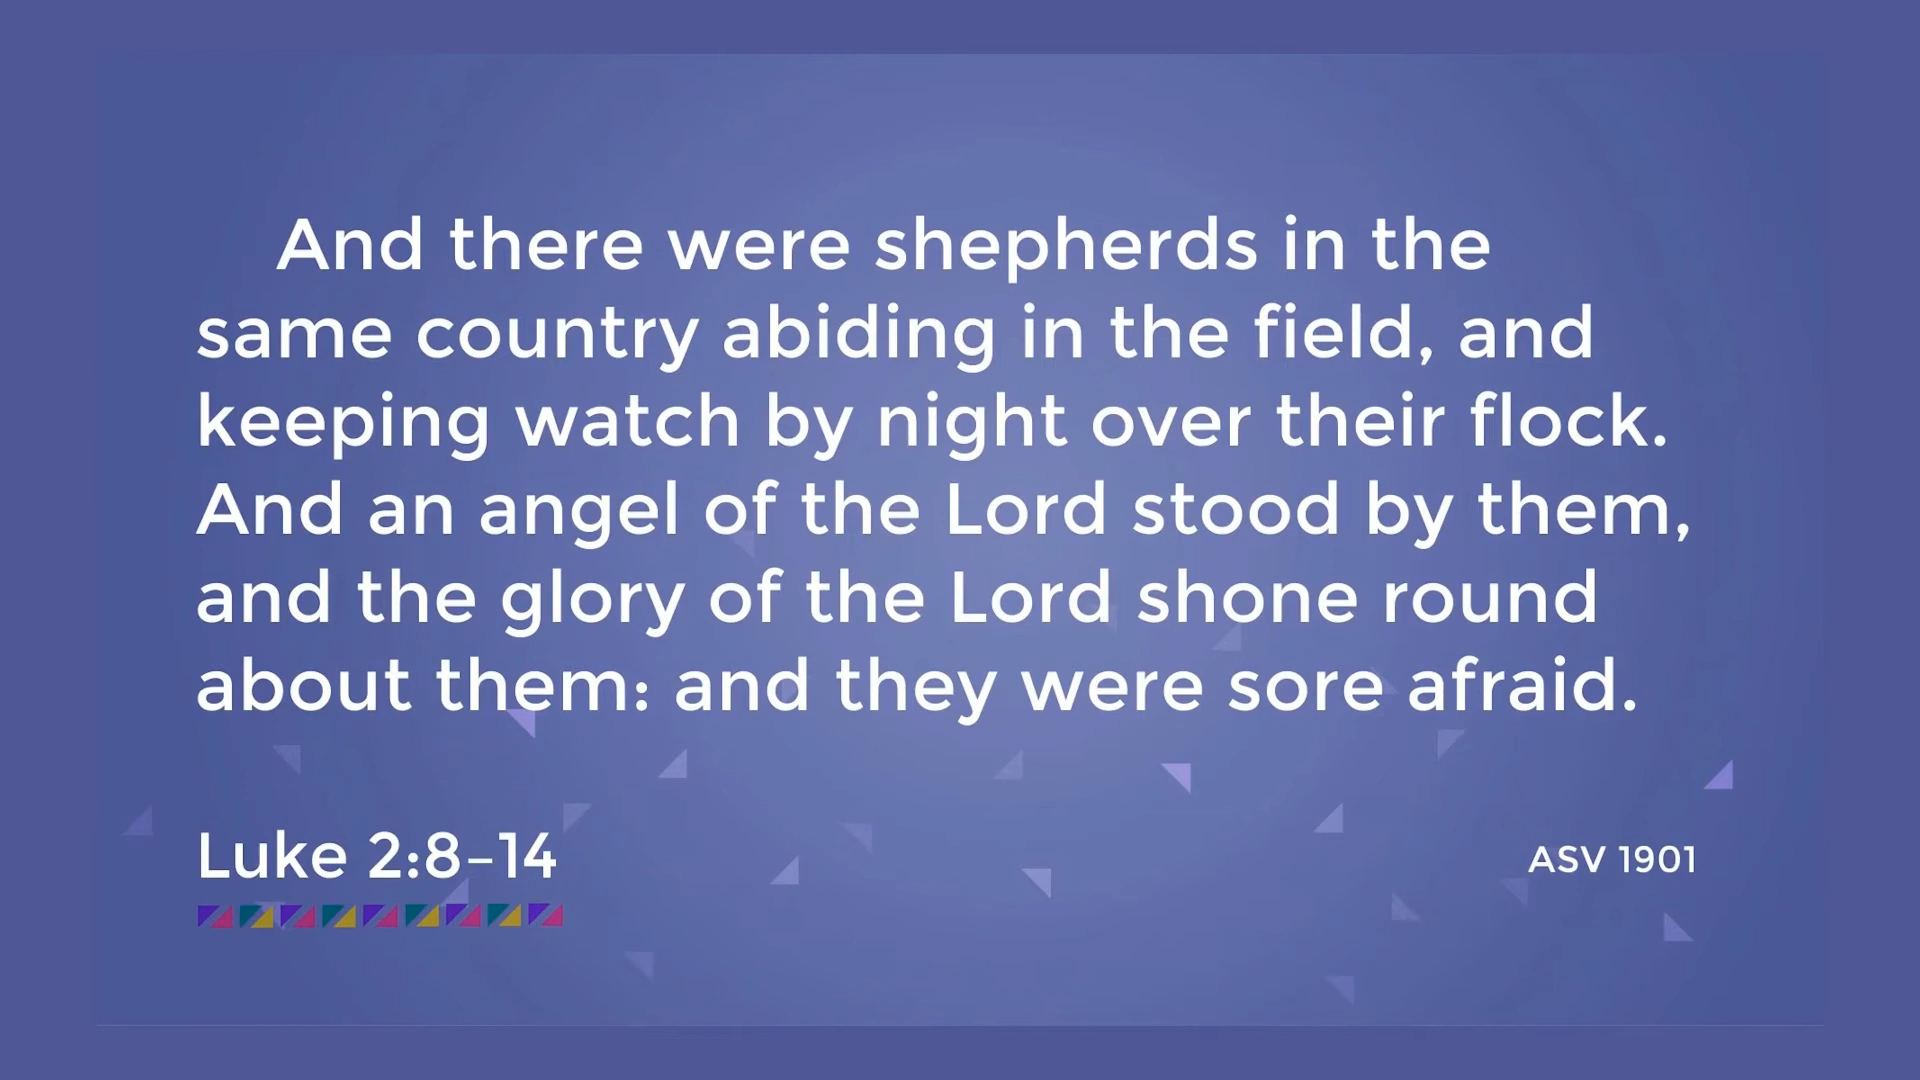 And there were shepherds in the
same country abiding in the field, and
keeping watch by night over their flock.
And an angel of the Lord stood by them,
and the glory of the Lord shone round
about them: and they were sore afraid.
Luke 2:8–14
ASV 1901